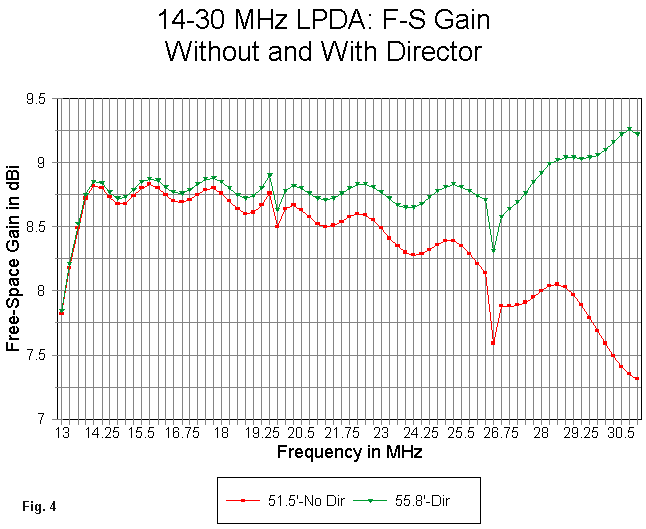 14-30 MHz LPDA: F-S Gain
Without and With Director
9.5
9
8.5
8
7.5
7
Free-Space Gain in dBi
13 14.25 15.5 16.75 18 19.25 20.5 21.75 23 24.25 25.5 26.75 28 29.25 30.5
Frequency in MHz
51.5'-No Dir 55.8'-Dir
Fig. 4